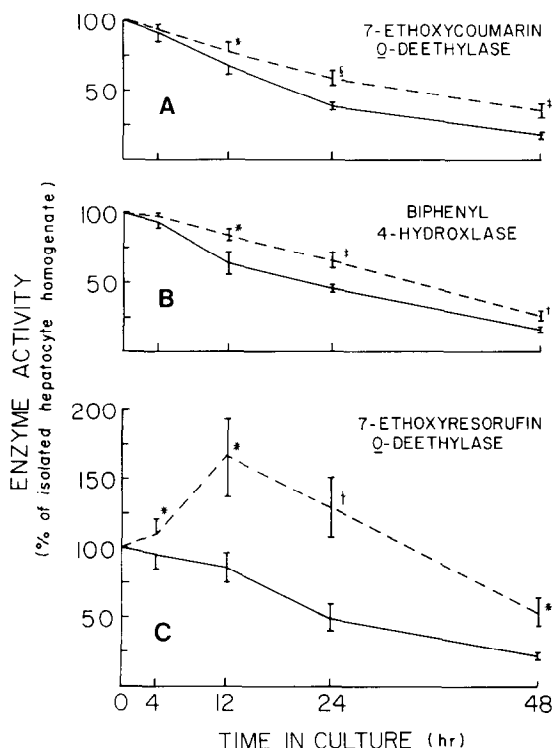 100
50
A
7-ETHOXYCOUMARIN
O-DEETHYLASE
*
§
‡
100
50
B
BIPHENYL
4-HYDROXLASE
*
‡
†
200
150
100
50
C
7-ETHOXYRESORUFIN
O-DEETHYLASE
*
*
†
*
0 4 12 24 48
TIME IN CULTURE (hr)
ENZYME ACTIVITY
(% of isolated hepatocyte homogenate)